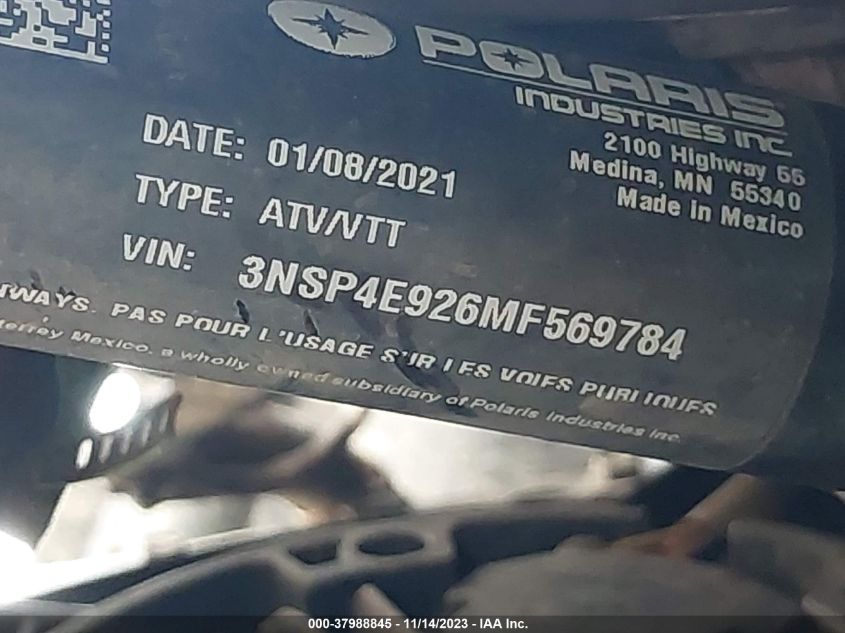 POLARIS
INDUSTRIES INC.
2100 Highway 55
Medina, MN 55340
Made in Mexico
DATE: 01/08/2021
TYPE: ATV/VTT
VIN: 3NSP4E926MF569784
PAS POUR L'USAGE SUR LES VOIES PUBLIQUES
Mexico, a wholly owned subsidiary of Polaris Industries Inc.
000-37988845 - 11/14/2023 - IAA Inc.